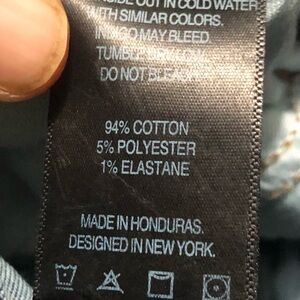 SIDE OUT IN COLD WATER
WITH SIMILAR COLORS.
INDIGO MAY BLEED
TUMBLE DRY LOW
DO NOT BLEACH
94% COTTON
5% POLYESTER
1% ELASTANE
MADE IN HONDURAS.
DESIGNED IN NEW YORK.